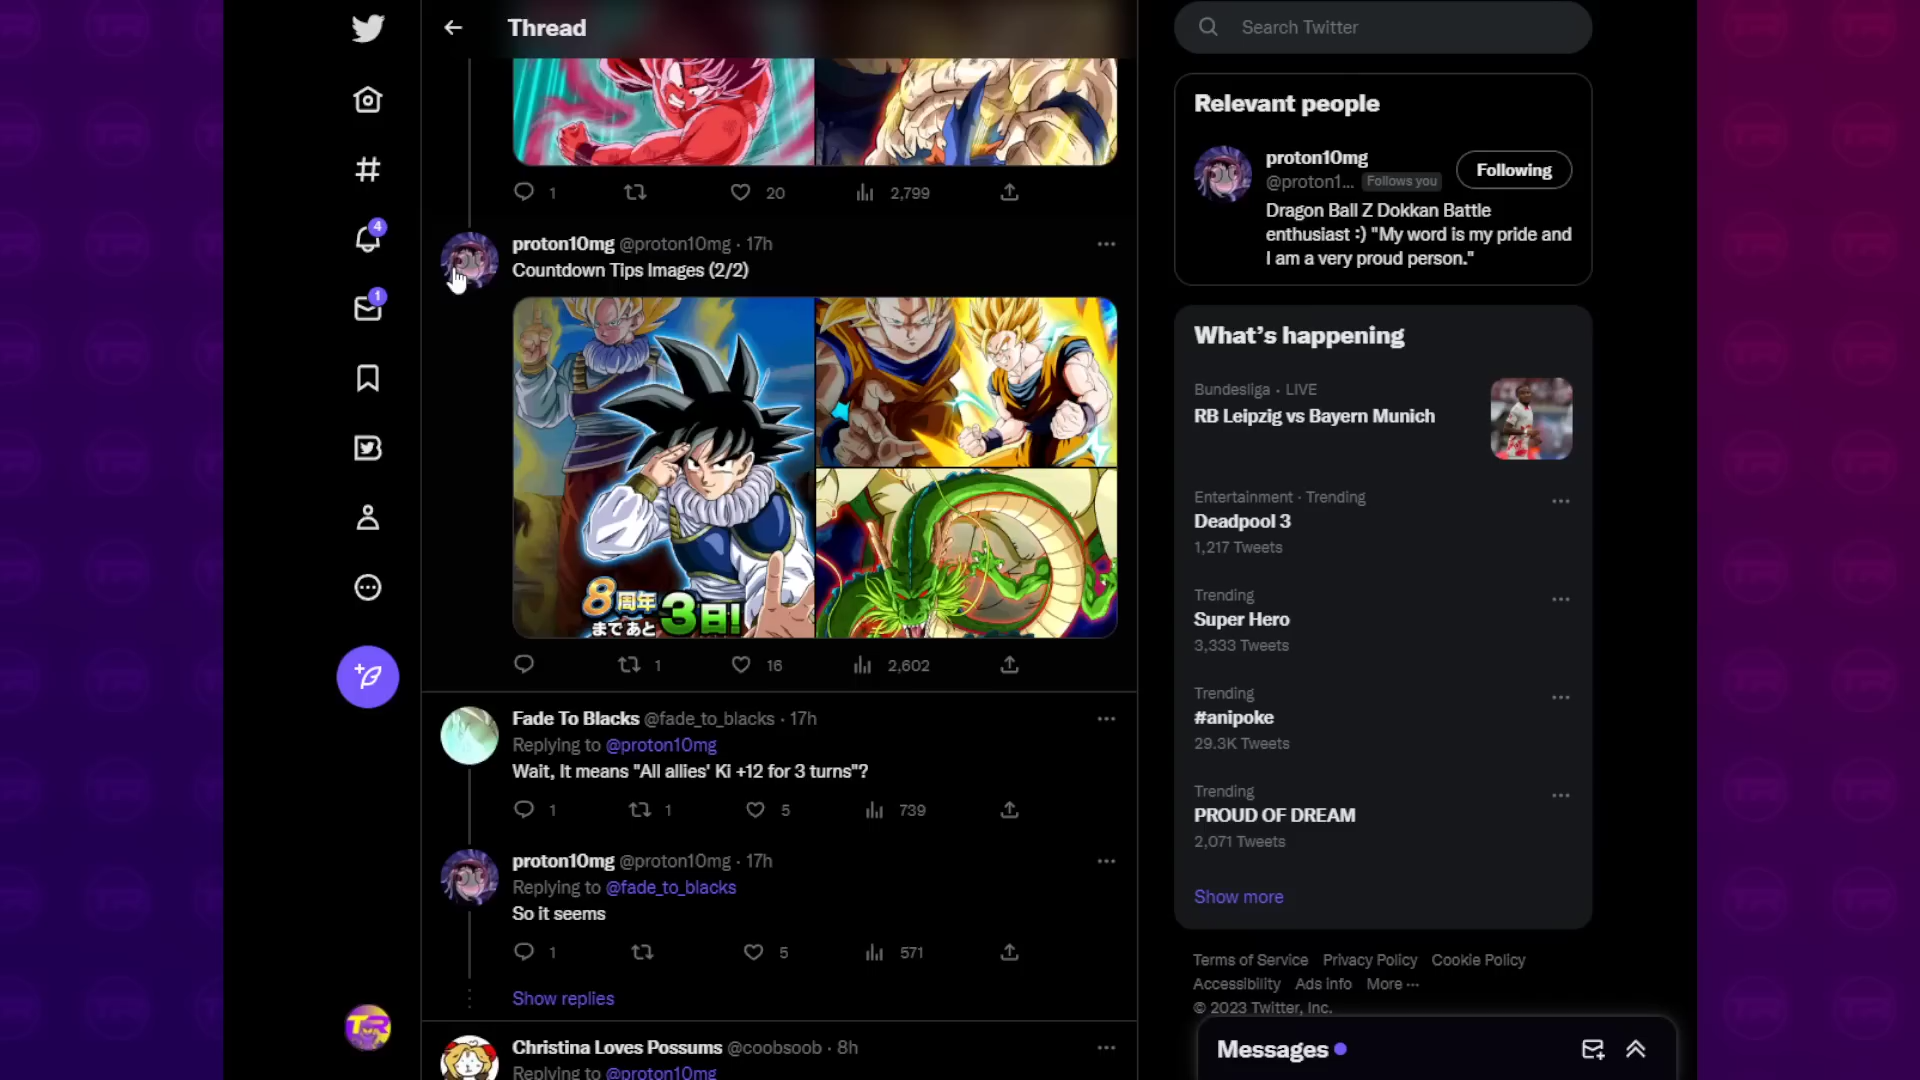 Thread
1
20
2,799
proton10mg @proton10mg · 17h
Countdown Tips Images (2/2)
8周年
まであと3日!
1
16
2,602
Fade To Blacks @fade_to_blacks · 17h
Replying to @proton10mg
Wait, It means "All allies' Ki +12 for 3 turns"?
1
1
5
739
proton10mg @proton10mg · 17h
Replying to @fade_to_blacks
So it seems
1
5
571
Show replies
Christina Loves Possums @coobsoob · 8h
Replying to @proton10mg
4
1
TR
Search Twitter
Relevant people
proton10mg
@proton1... Follows you
Following
Dragon Ball Z Dokkan Battle
enthusiast :) "My word is my pride and
I am a very proud person."
What's happening
Bundesliga · LIVE
RB Leipzig vs Bayern Munich
Entertainment · Trending
Deadpool 3
1,217 Tweets
Trending
Super Hero
3,333 Tweets
Trending
#anipoke
29.3K Tweets
Trending
PROUD OF DREAM
2,071 Tweets
Show more
Terms of Service Privacy Policy Cookie Policy
Accessibility Ads info More ···
© 2023 Twitter, Inc.
Messages